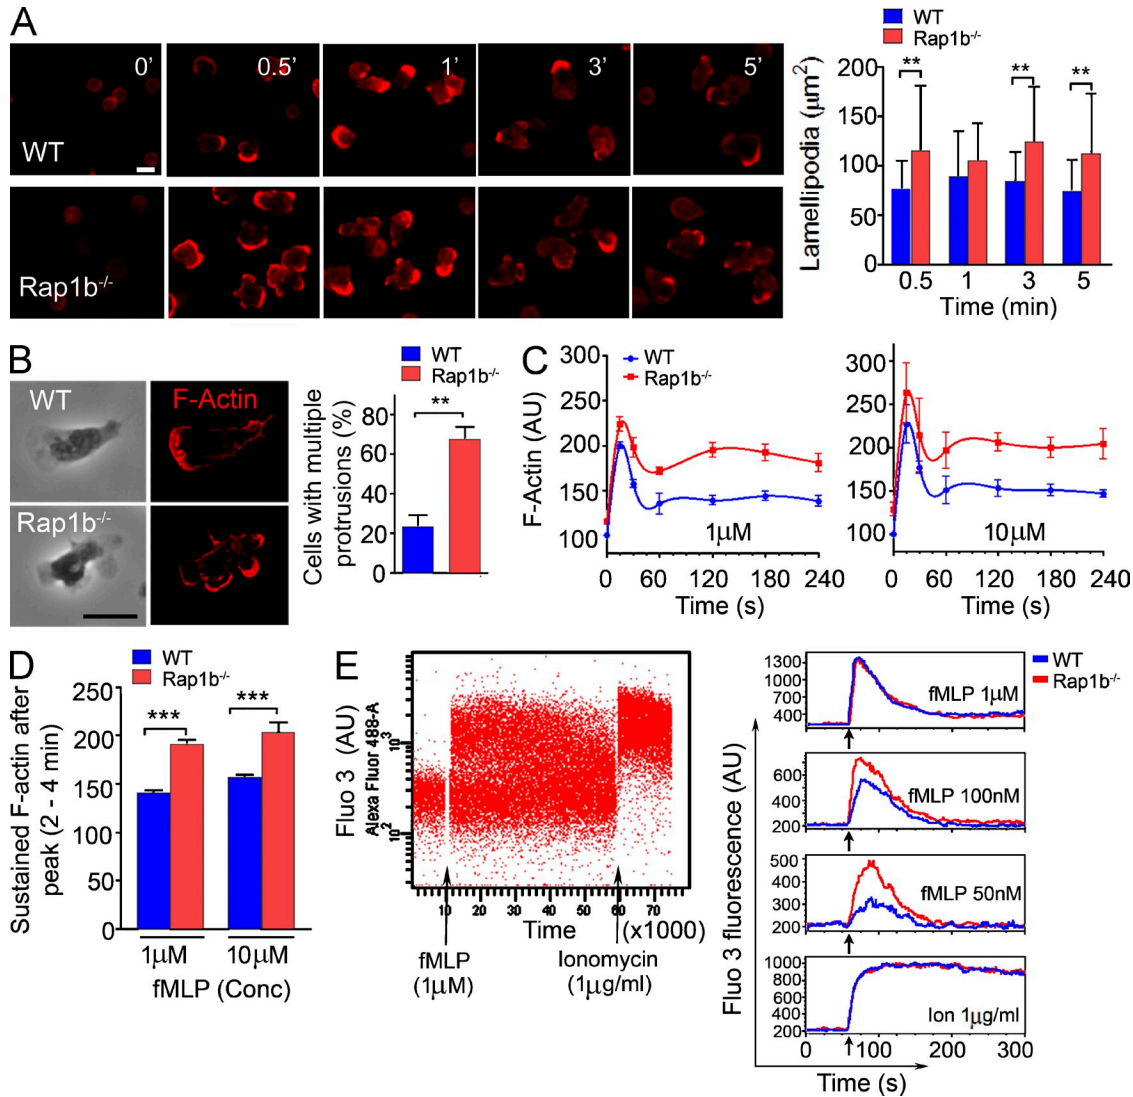 A
0'
0.5'
1'
3'
5'
WT
Rap1b-/-
WT
Rap1b-/-
Lamellipodia (μm2)
200
150
100
50
0
**
**
**
0.5
1
3
5
Time (min)
B
WT
F-Actin
Rap1b-/-
WT
Rap1b-/-
Cells with multiple
protrusions (%)
80
60
40
20
0
**
C
WT
Rap1b-/-
F-Actin (AU)
300
250
200
150
100
1μM
0
60
120
180
240
Time (s)
300
250
200
150
100
10μM
0
60
120
180
240
Time (s)
D
WT
Rap1b-/-
Sustained F-actin after
peak (2 - 4 min)
250
200
150
100
50
0
***
***
1μM
10μM
fMLP (Conc)
E
Fluo 3 (AU)
Alexa Fluor 488-A
103
102
10
20
30
40
50
60
70
Time
(x1000)
fMLP
(1μM)
Ionomycin
(1μg/ml)
WT
Rap1b-/-
Fluo 3 fluorescence (AU)
1300
1000
700
400
fMLP 1μM
600
400
200
fMLP 100nM
500
400
300
200
fMLP 50nM
1000
800
600
400
200
Ion 1μg/ml
0
100
200
300
Time (s)